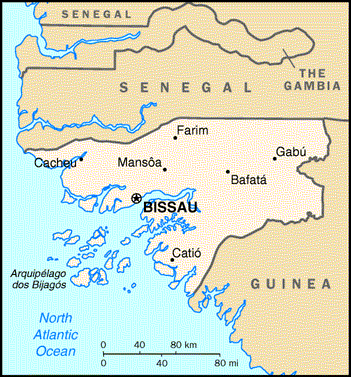 SENEGAL
THE
GAMBIA
SENEGAL
Farim
Cacheu
Mansôa
Gabú
Bafatá
BISSAU
Catió
Arquipélago
dos Bijagós
GUINEA
North
Atlantic
Ocean
0 40 80 km
0 40 80 mi